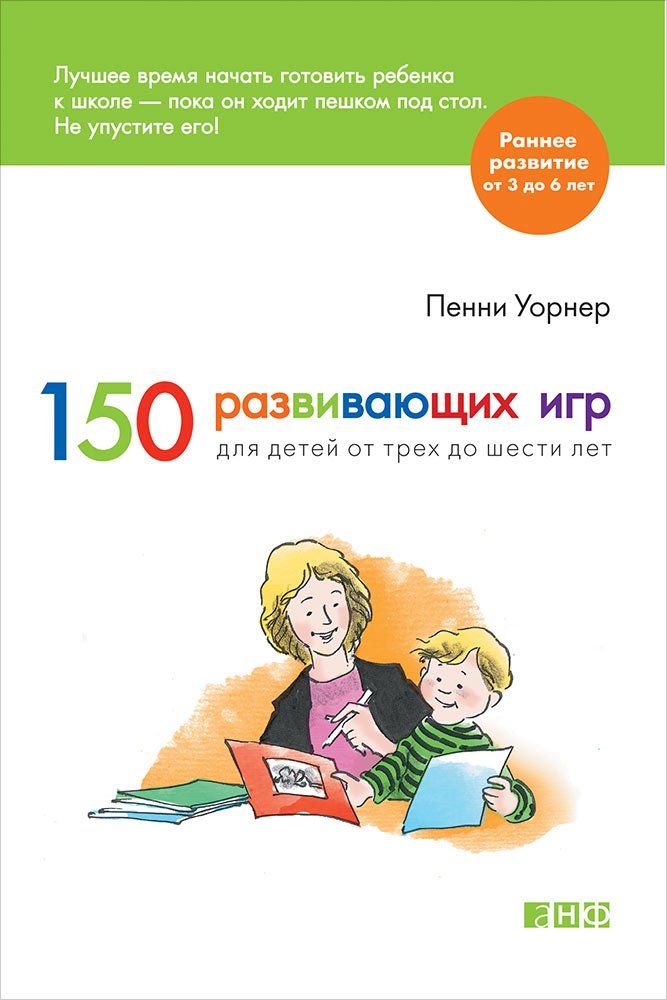 Лучшее время начать готовить ребенка
к школе — пока он ходит пешком под стол.
Не упустите его!
Раннее
развитие
от 3 до 6 лет
Пенни Уорнер
150 развивающих игр
для детей от трех до шести лет
анф